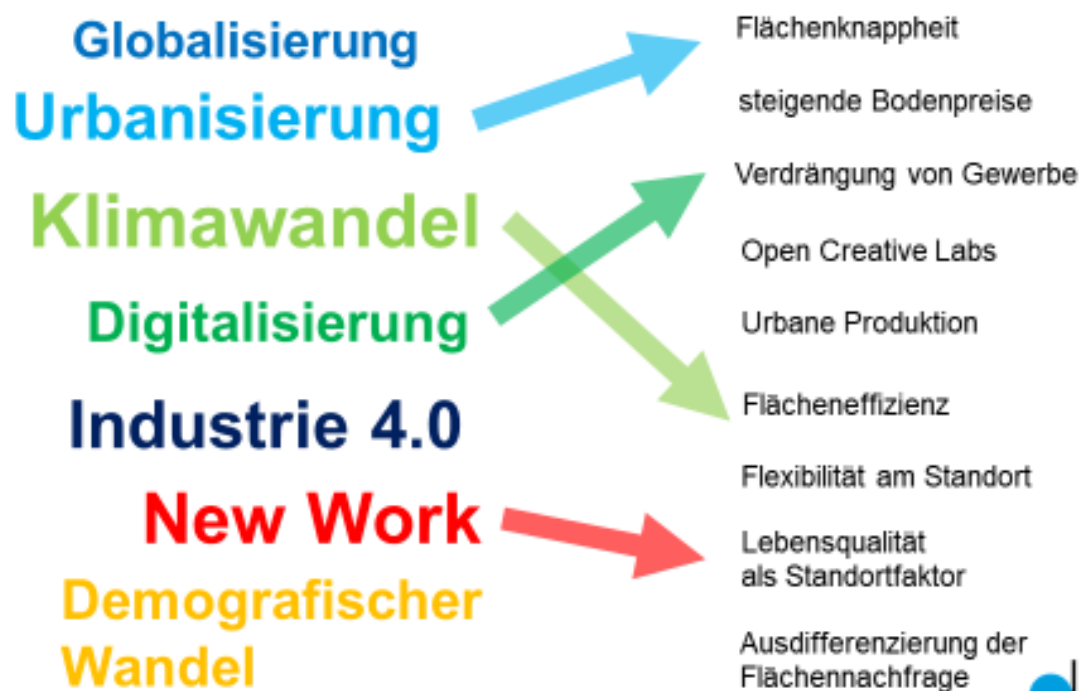 Globalisierung
Urbanisierung
Klimawandel
Digitalisierung
Industrie 4.0
New Work
Demografischer
Wandel
Flächenknappheit
steigende Bodenpreise
Verdrängung von Gewerbe
Open Creative Labs
Urbane Produktion
Flächeneffizienz
Flexibilität am Standort
Lebensqualität
als Standortfaktor
Ausdifferenzierung der
Flächennachfrage